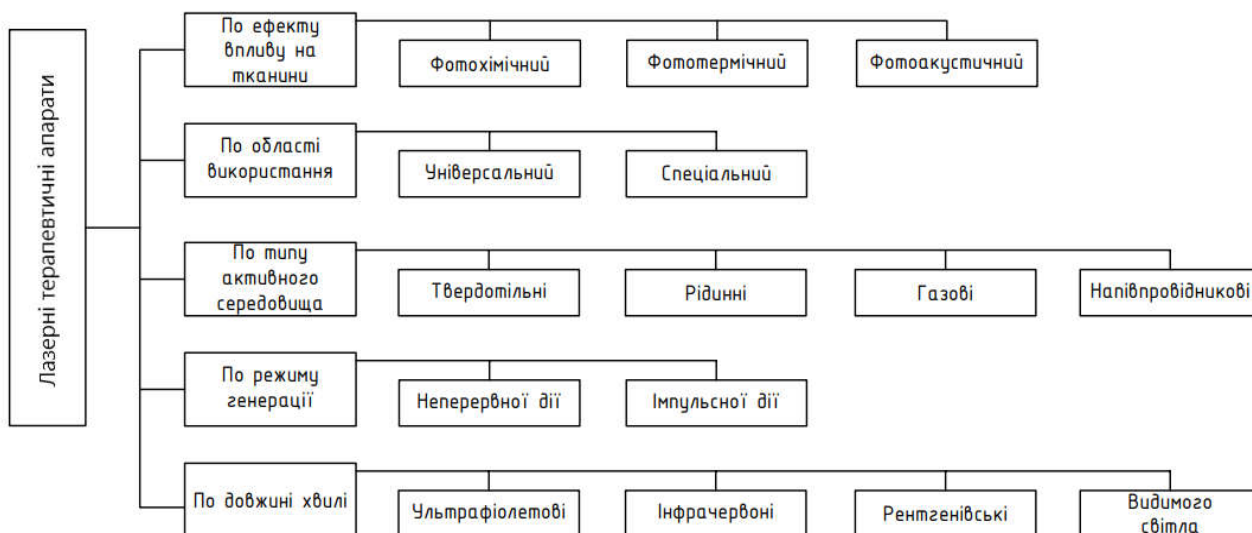 Лазерні терапевтичні апарати
По ефекту
впливу на
тканини
Фотохімічний
Фототермічний
Фотоакустичний
По області
використання
Універсальний
Спеціальний
По типу
активного
середовища
Твердотільні
Рідинні
Газові
Напівпровідникові
По режиму
генерації
Неперервної дії
Імпульсної дії
По довжині хвилі
Ультрафіолетові
Інфрачервоні
Рентгенівські
Видимого
світла